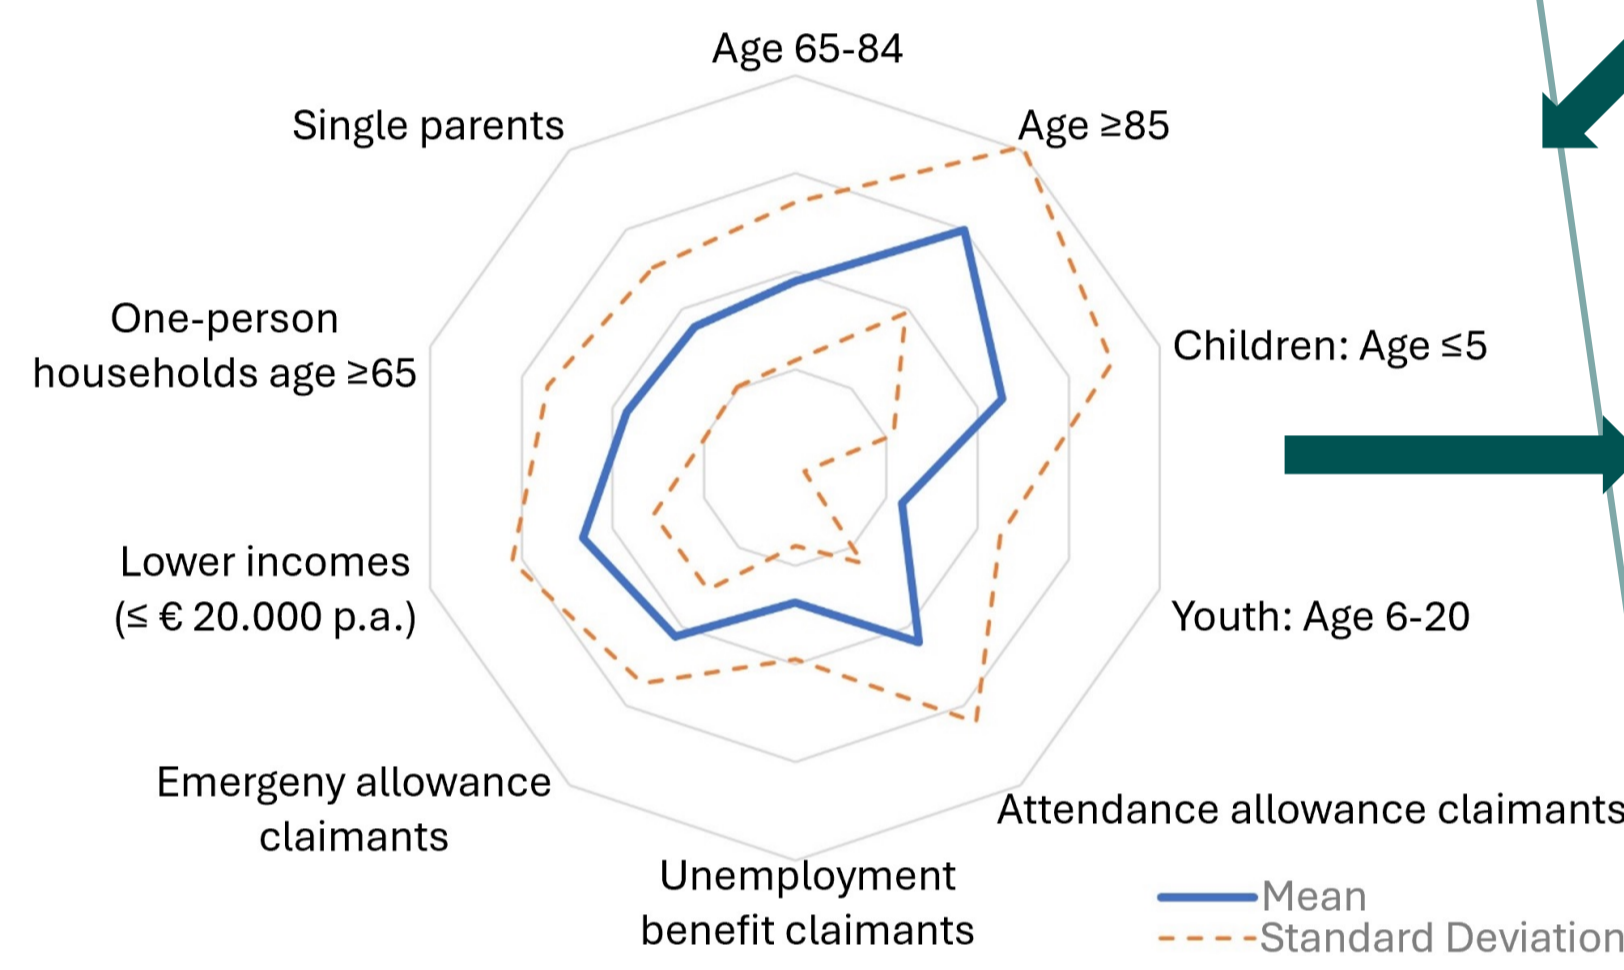 Age 65-84
Single parents
Age ≥85
One-person
households age ≥65
Children: Age ≤5
Lower incomes
(≤ € 20.000 p.a.)
Youth: Age 6-20
Emergeny allowance
claimants
Attendance allowance claimants
Unemployment
benefit claimants
Mean
Standard Deviation